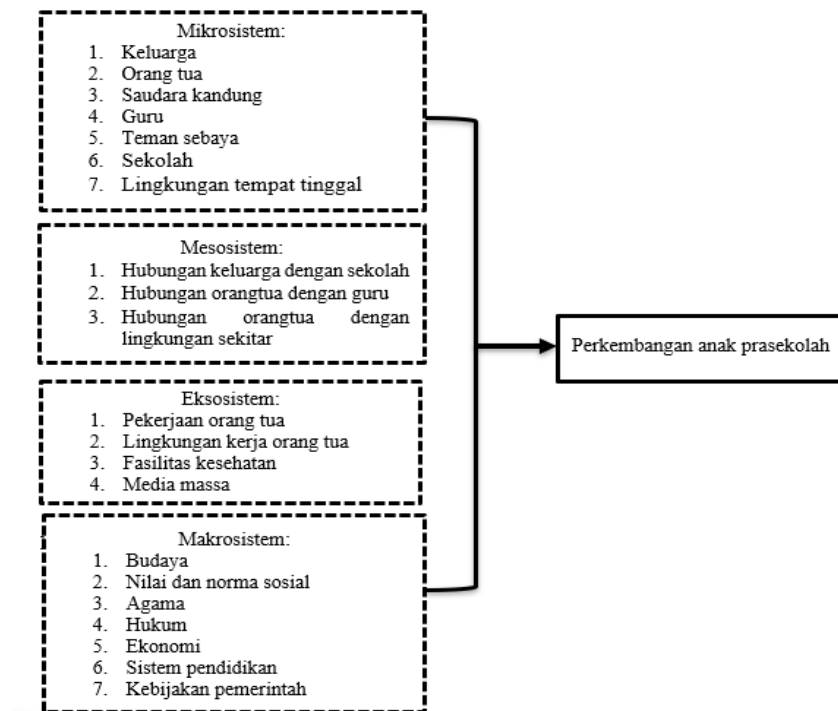 Mikrosistem:
1. Keluarga
2. Orang tua
3. Saudara kandung
4. Guru
5. Teman sebaya
6. Sekolah
7. Lingkungan tempat tinggal
Mesosistem:
1. Hubungan keluarga dengan sekolah
2. Hubungan orangtua dengan guru
3. Hubungan orangtua dengan
lingkungan sekitar
Eksosistem:
1. Pekerjaan orang tua
2. Lingkungan kerja orang tua
3. Fasilitas kesehatan
4. Media massa
Makrosistem:
1. Budaya
2. Nilai dan norma sosial
3. Agama
4. Hukum
5. Ekonomi
6. Sistem pendidikan
7. Kebijakan pemerintah
Perkembangan anak prasekolah